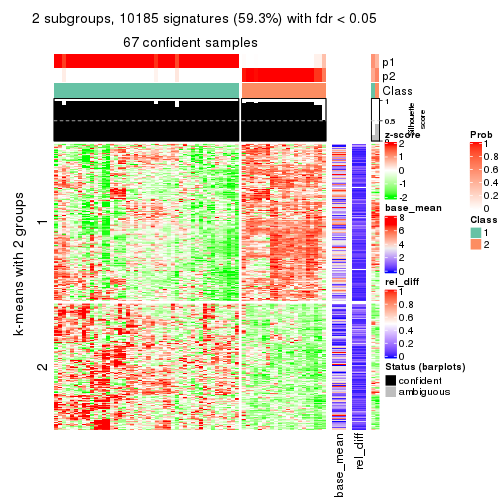 2 subgroups, 10185 signatures (59.3%) with fdr < 0.05
67 confident samples
p1
p2
Class
1
0.5
0
Silhouette
score
k-means with 2 groups
1
2
base_mean
rel_diff
z-score
2
1
0
-1
-2
base_mean
8
6
4
2
0
rel_diff
1
0.8
0.6
0.4
0.2
0
Status (barplots)
confident
ambiguous
Prob
1
0.8
0.6
0.4
0.2
0
Class
1
2